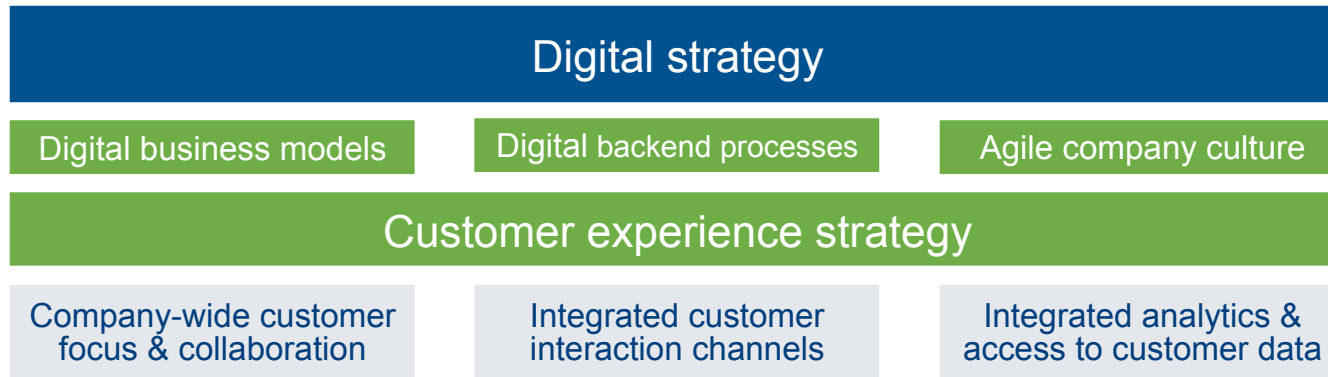 Digital strategy
Digital business models
Digital backend processes
Agile company culture
Customer experience strategy
Company-wide customer
focus & collaboration
Integrated customer
interaction channels
Integrated analytics &
access to customer data